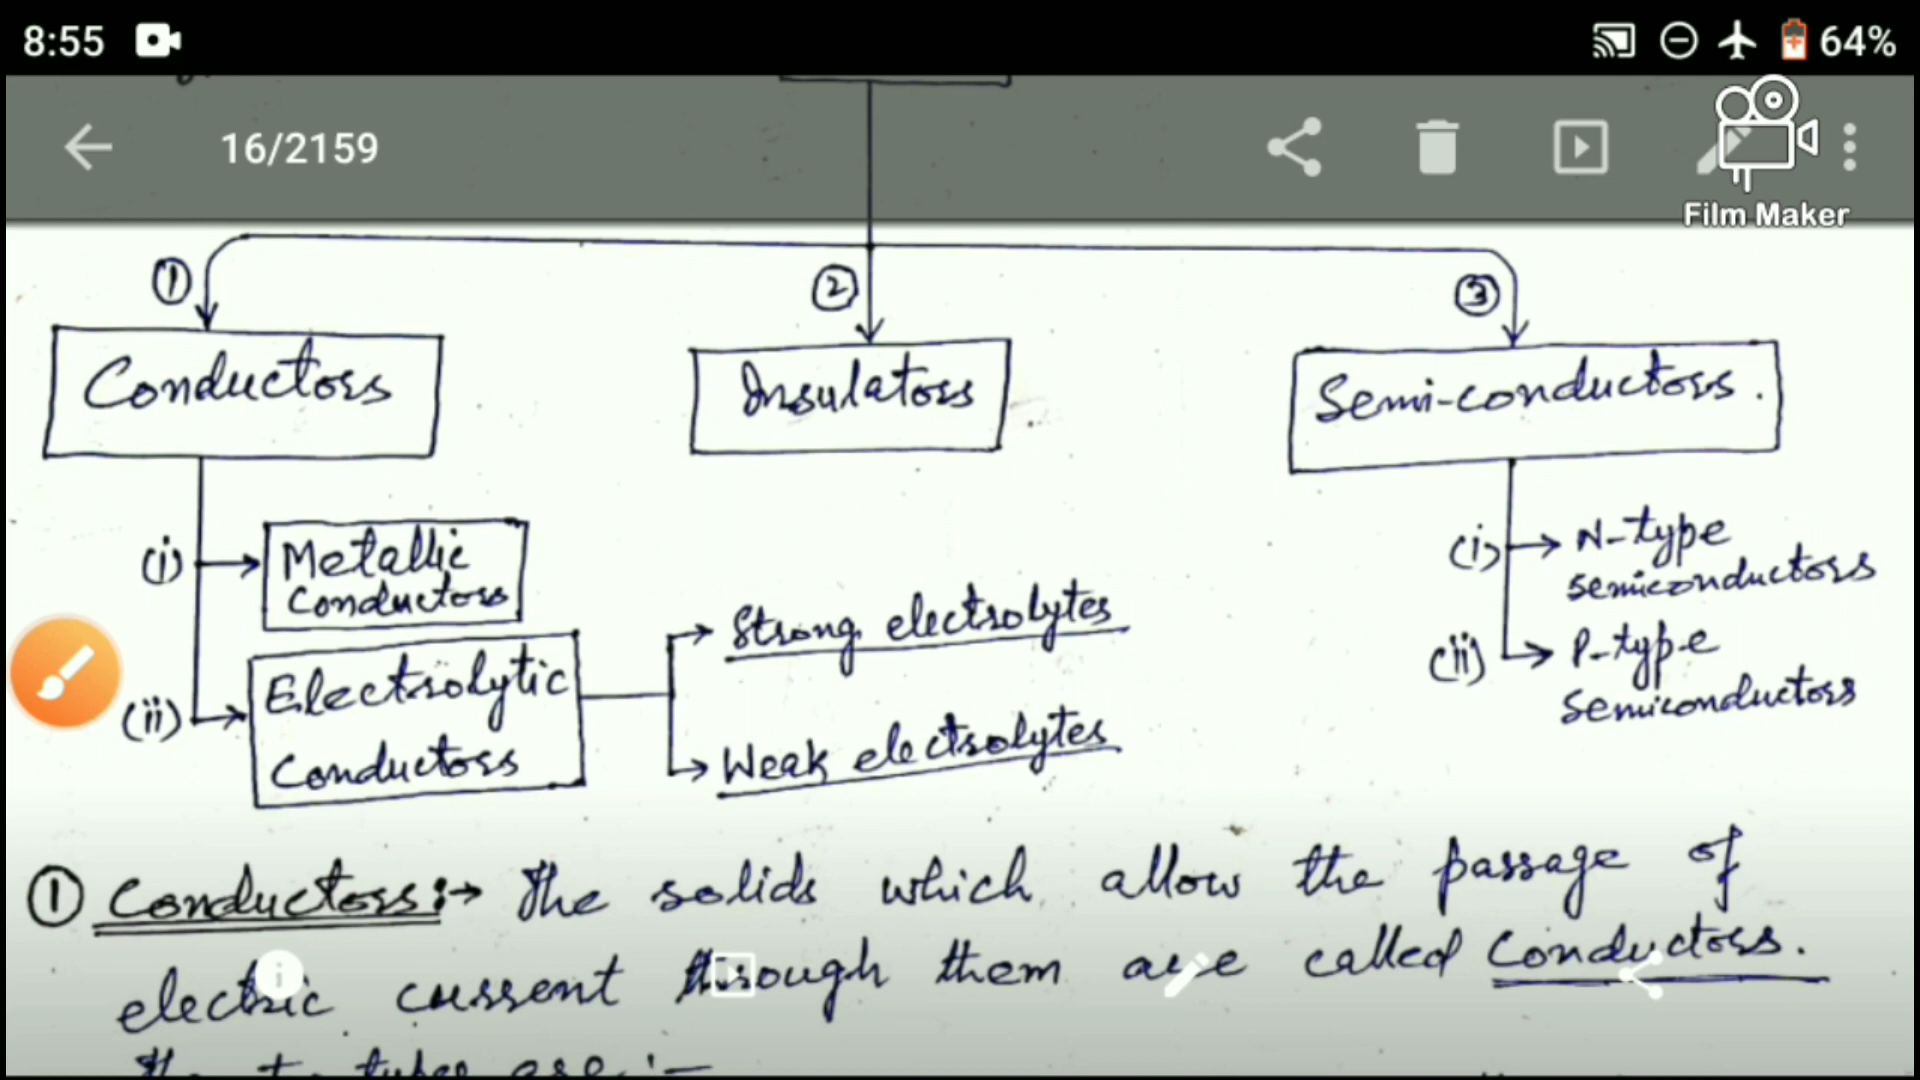 8:55
64%
16/2159
Film Maker
①
②
③
Conductors
Insulators
Semi-conductors.
(i)
Metallic
Conductors
(ii)
Electrolytic
Conductors
Strong electrolytes
Weak electrolytes
(i)
N-type
semiconductors
(ii)
P-type
Semiconductors
① Conductors:→ The solids which allow the passage of
electric current through them are called Conductors.
types are :-